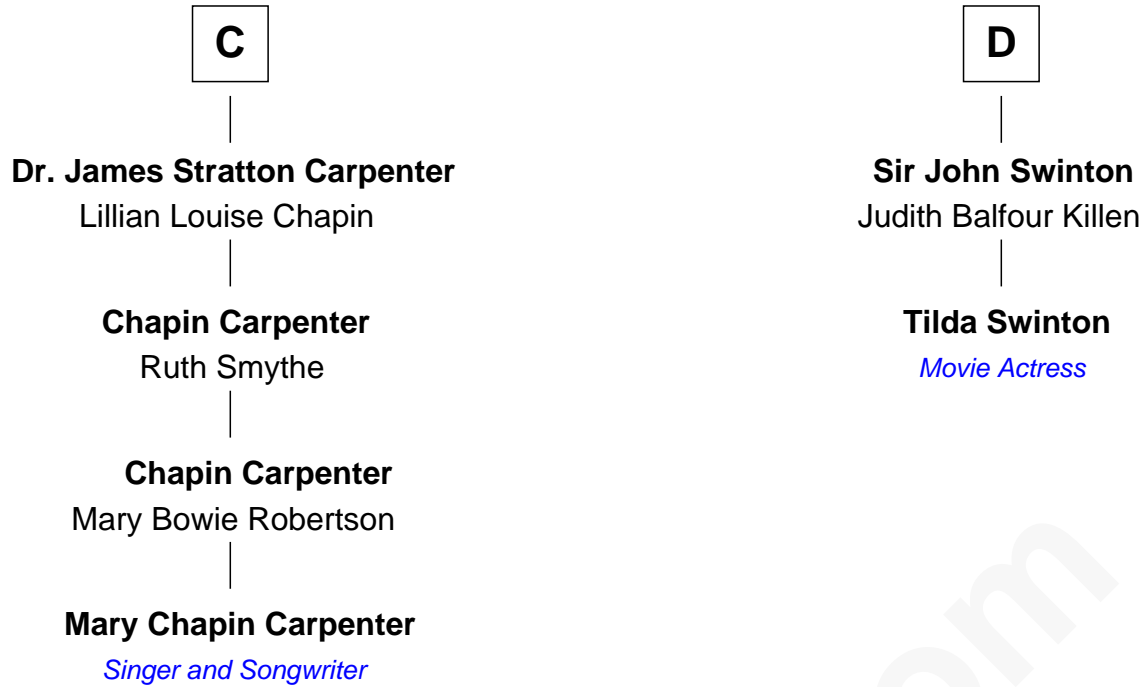 C
Dr. James Stratton Carpenter
Lillian Louise Chapin
Chapin Carpenter
Ruth Smythe
Chapin Carpenter
Mary Bowie Robertson
Mary Chapin Carpenter
Singer and Songwriter
D
Sir John Swinton
Judith Balfour Killen
Tilda Swinton
Movie Actress
om